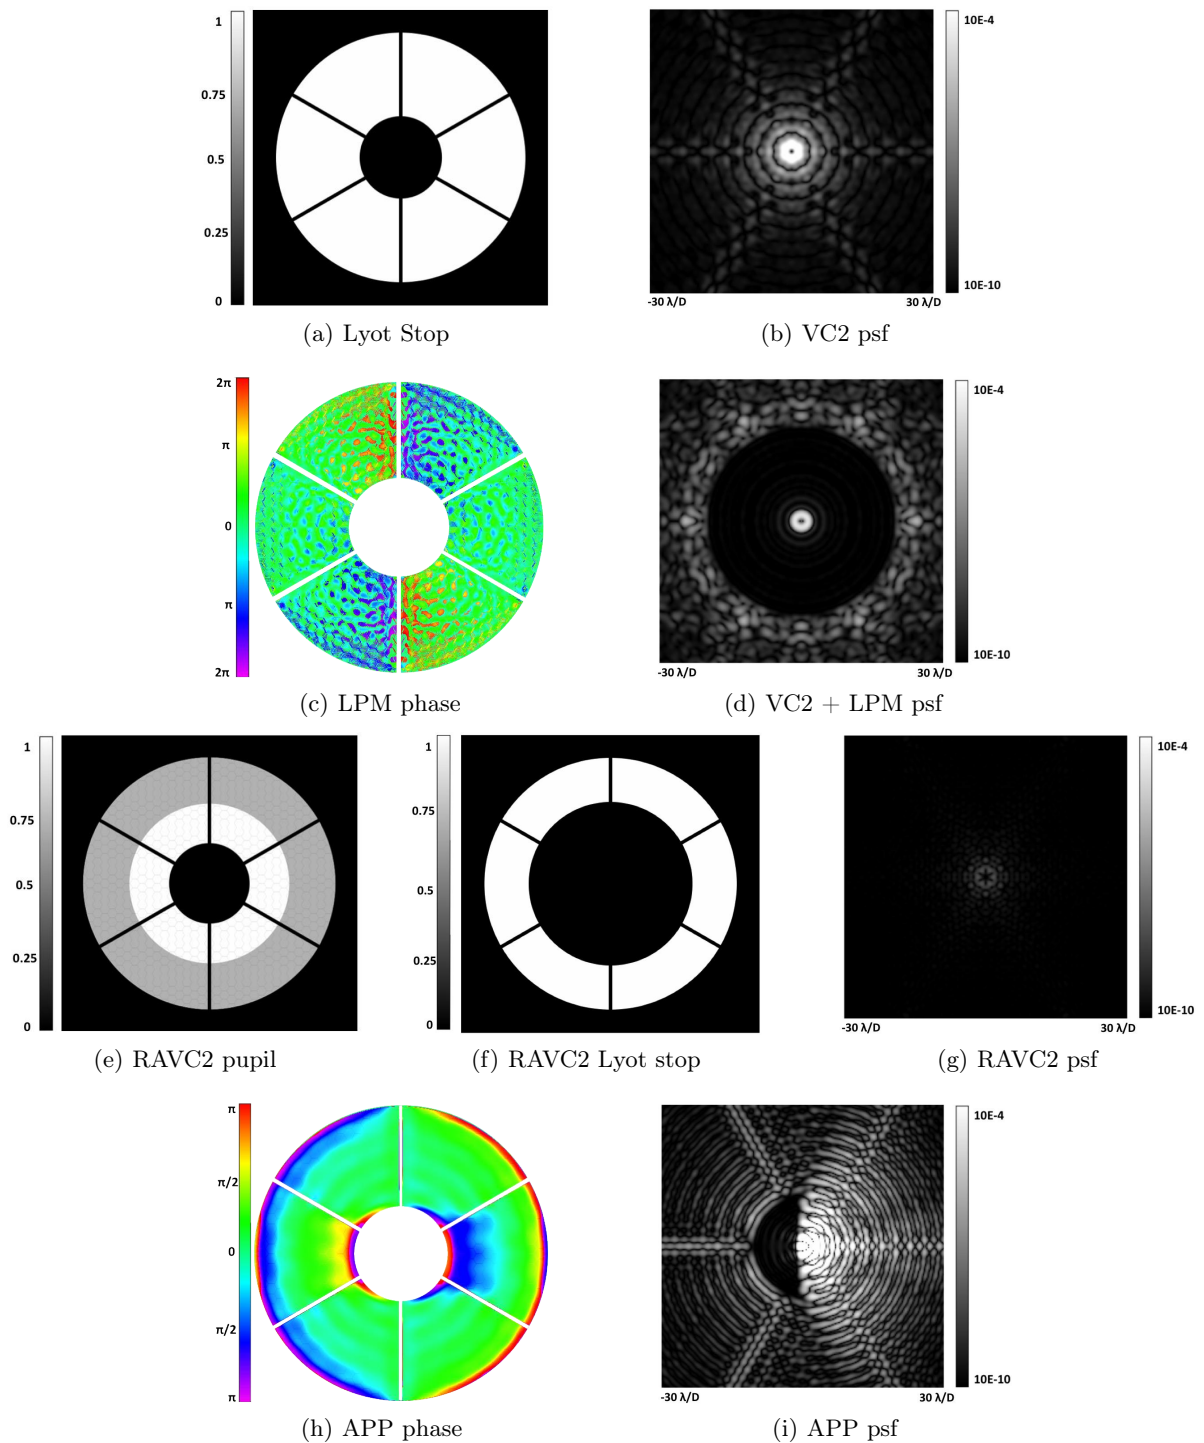 1
0.75
0.5
0.25
0
10E-4
10E-10
-30 λ/D
30 λ/D
(a) Lyot Stop
(b) VC2 psf
2π
π
0
π
2π
10E-4
10E-10
-30 λ/D
30 λ/D
(c) LPM phase
(d) VC2 + LPM psf
1
0.75
0.5
0.25
0
1
0.75
0.5
0.25
0
10E-4
10E-10
-30 λ/D
30 λ/D
(e) RAVC2 pupil
(f) RAVC2 Lyot stop
(g) RAVC2 psf
π
π/2
0
π/2
π
10E-4
10E-10
-30 λ/D
30 λ/D
(h) APP phase
(i) APP psf